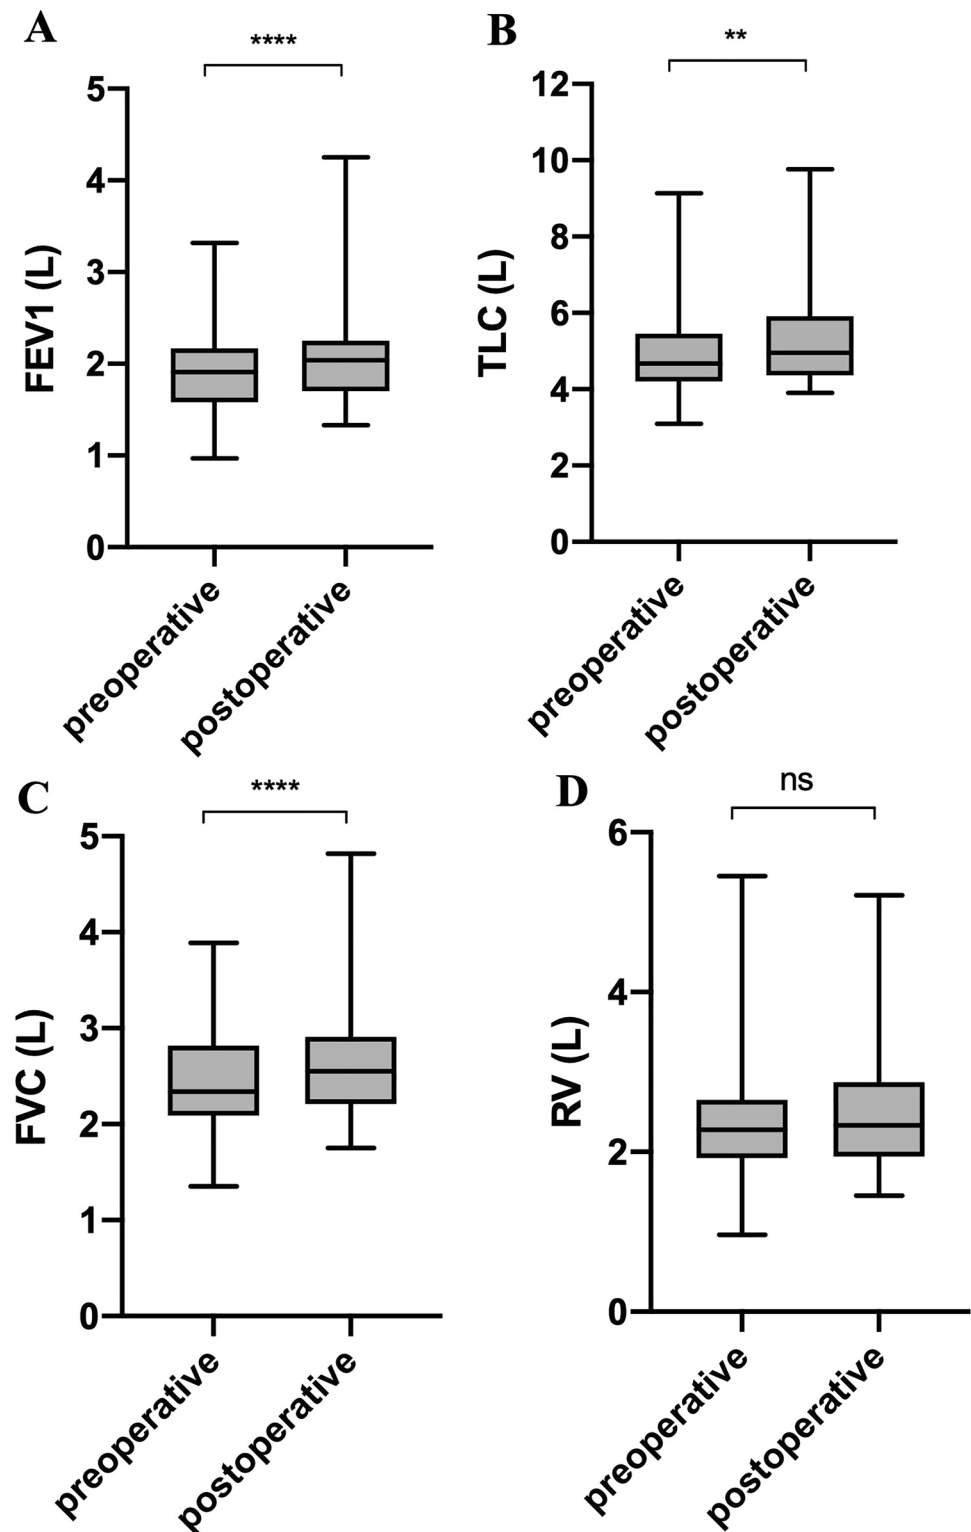 A
****
FEV1 (L)
5
4
3
2
1
0
preoperative
postoperative
B
**
TLC (L)
12
10
8
6
4
2
0
preoperative
postoperative
C
****
FVC (L)
5
4
3
2
1
0
preoperative
postoperative
D
ns
RV (L)
6
4
2
0
preoperative
postoperative